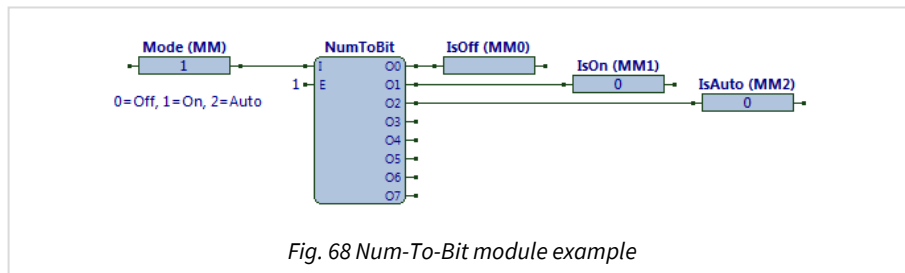 Mode (MM)
1
0=Off, 1=On, 2=Auto
NumToBit
I
1 E
O0
O1
O2
O3
O4
O5
O6
O7
IsOff (MM0)
IsOn (MM1)
0
IsAuto (MM2)
0
Fig. 68 Num-To-Bit module example